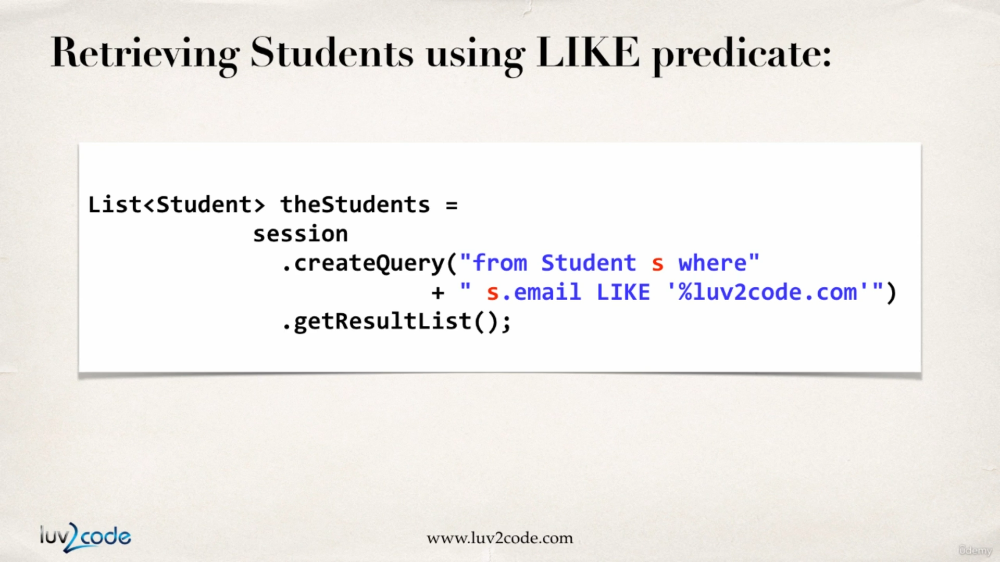 Retrieving Students using LIKE predicate:
List<Student> theStudents =
session
.createQuery("from Student s where"
+ " s.email LIKE '%luv2code.com'")
.getResultList();
luv2code
www.luv2code.com
ûdemy